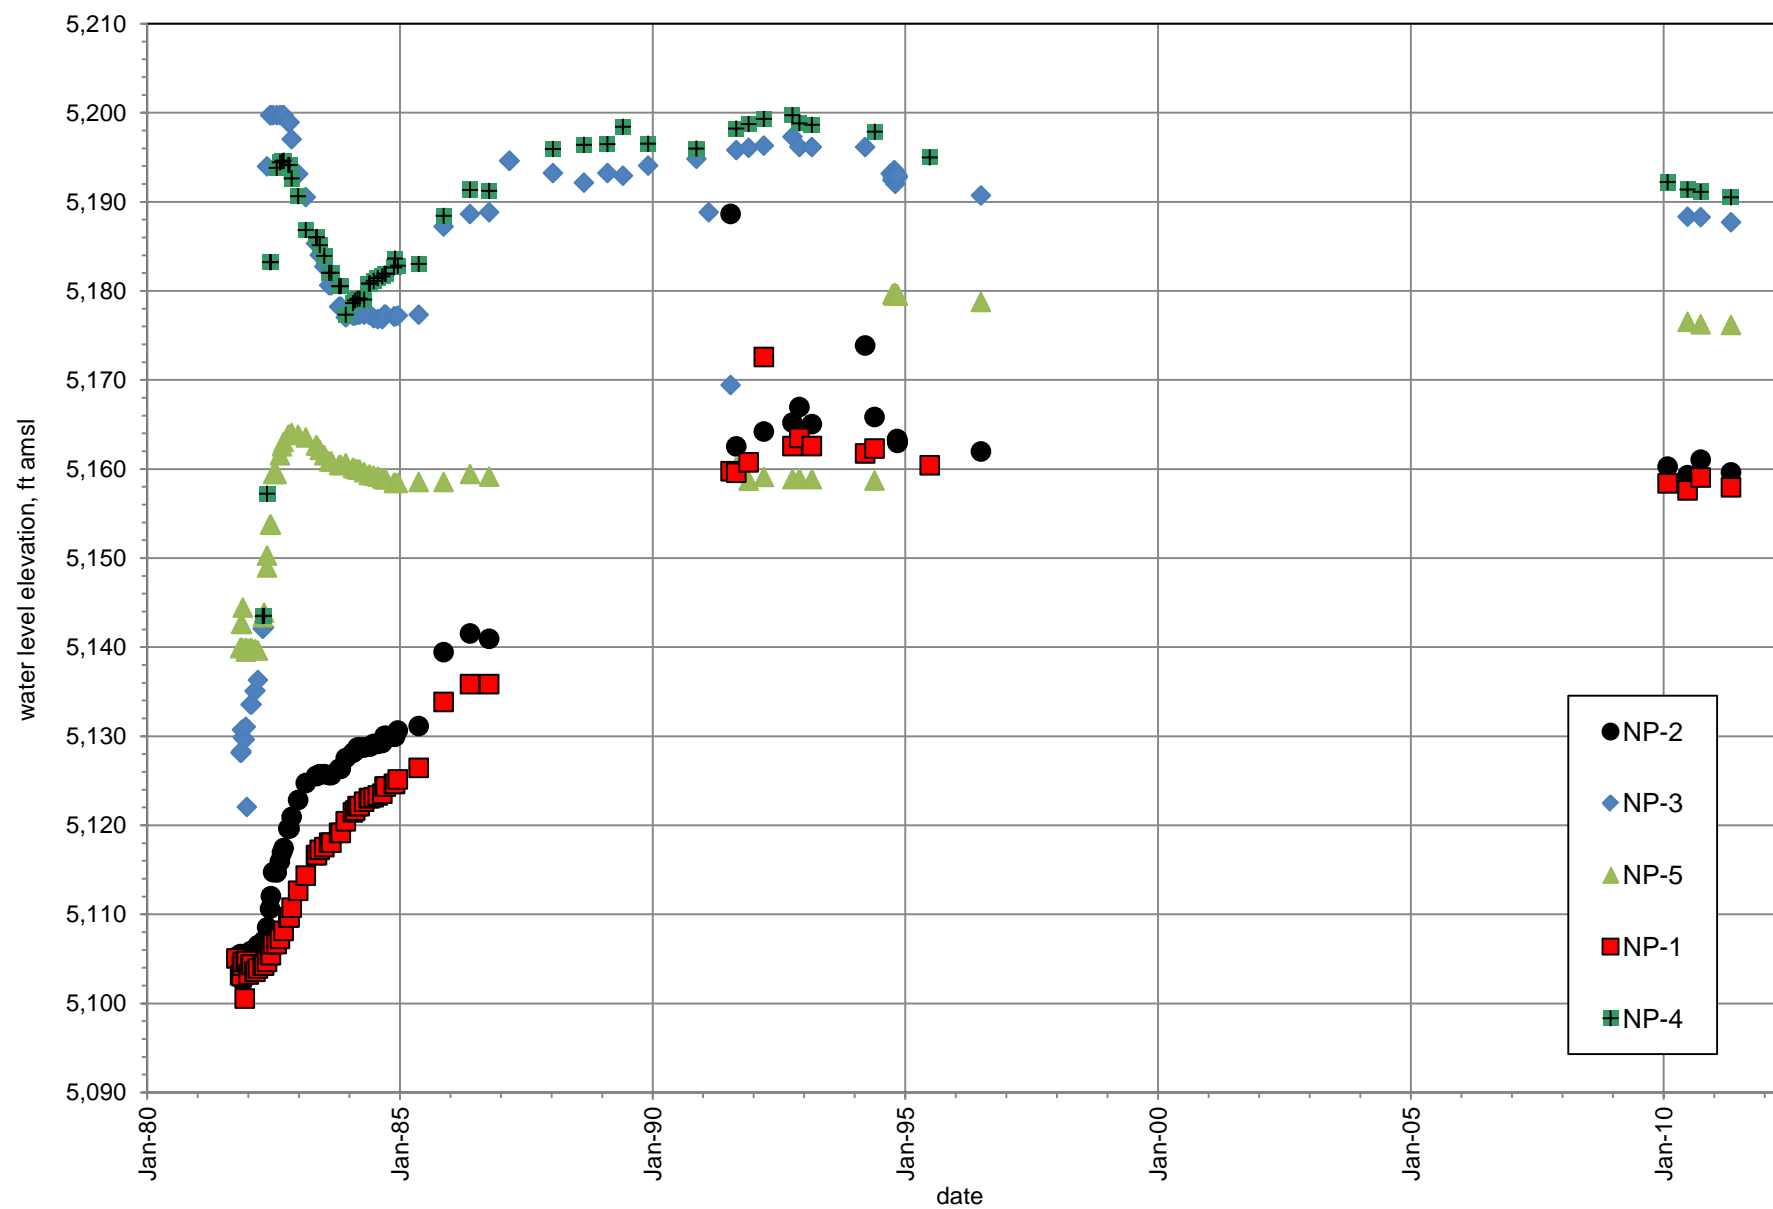 5,210
5,200
5,190
5,180
5,170
5,160
5,150
5,140
5,130
5,120
5,110
5,100
5,090
water level elevation, ft amsl
NP-2
NP-3
NP-5
NP-1
NP-4
Jan-80
Jan-85
Jan-90
Jan-95
Jan-00
Jan-05
Jan-10
date